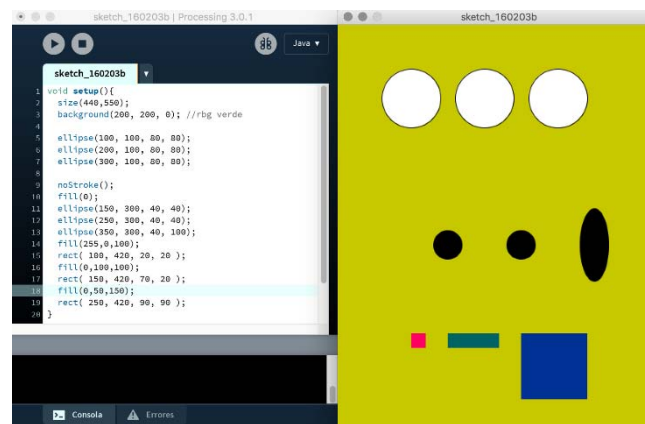 sketch_160203b | Processing 3.0.1
Java ▾
sketch_160203b ▾
1 void setup(){
2 size(440,550);
3 background(200, 200, 0); //rbg verde
4
5 ellipse(100, 100, 80, 80);
6 ellipse(200, 100, 80, 80);
7 ellipse(300, 100, 80, 80);
8
9 noStroke();
10 fill(0);
11 ellipse(150, 300, 40, 40);
12 ellipse(250, 300, 40, 40);
13 ellipse(350, 300, 40, 100);
14 fill(255,0,100);
15 rect( 100, 420, 20, 20 );
16 fill(0,100,100);
17 rect( 150, 420, 70, 20 );
18 fill(0,50,150);
19 rect( 250, 420, 90, 90 );
20 }
Consola
Errores
sketch_160203b